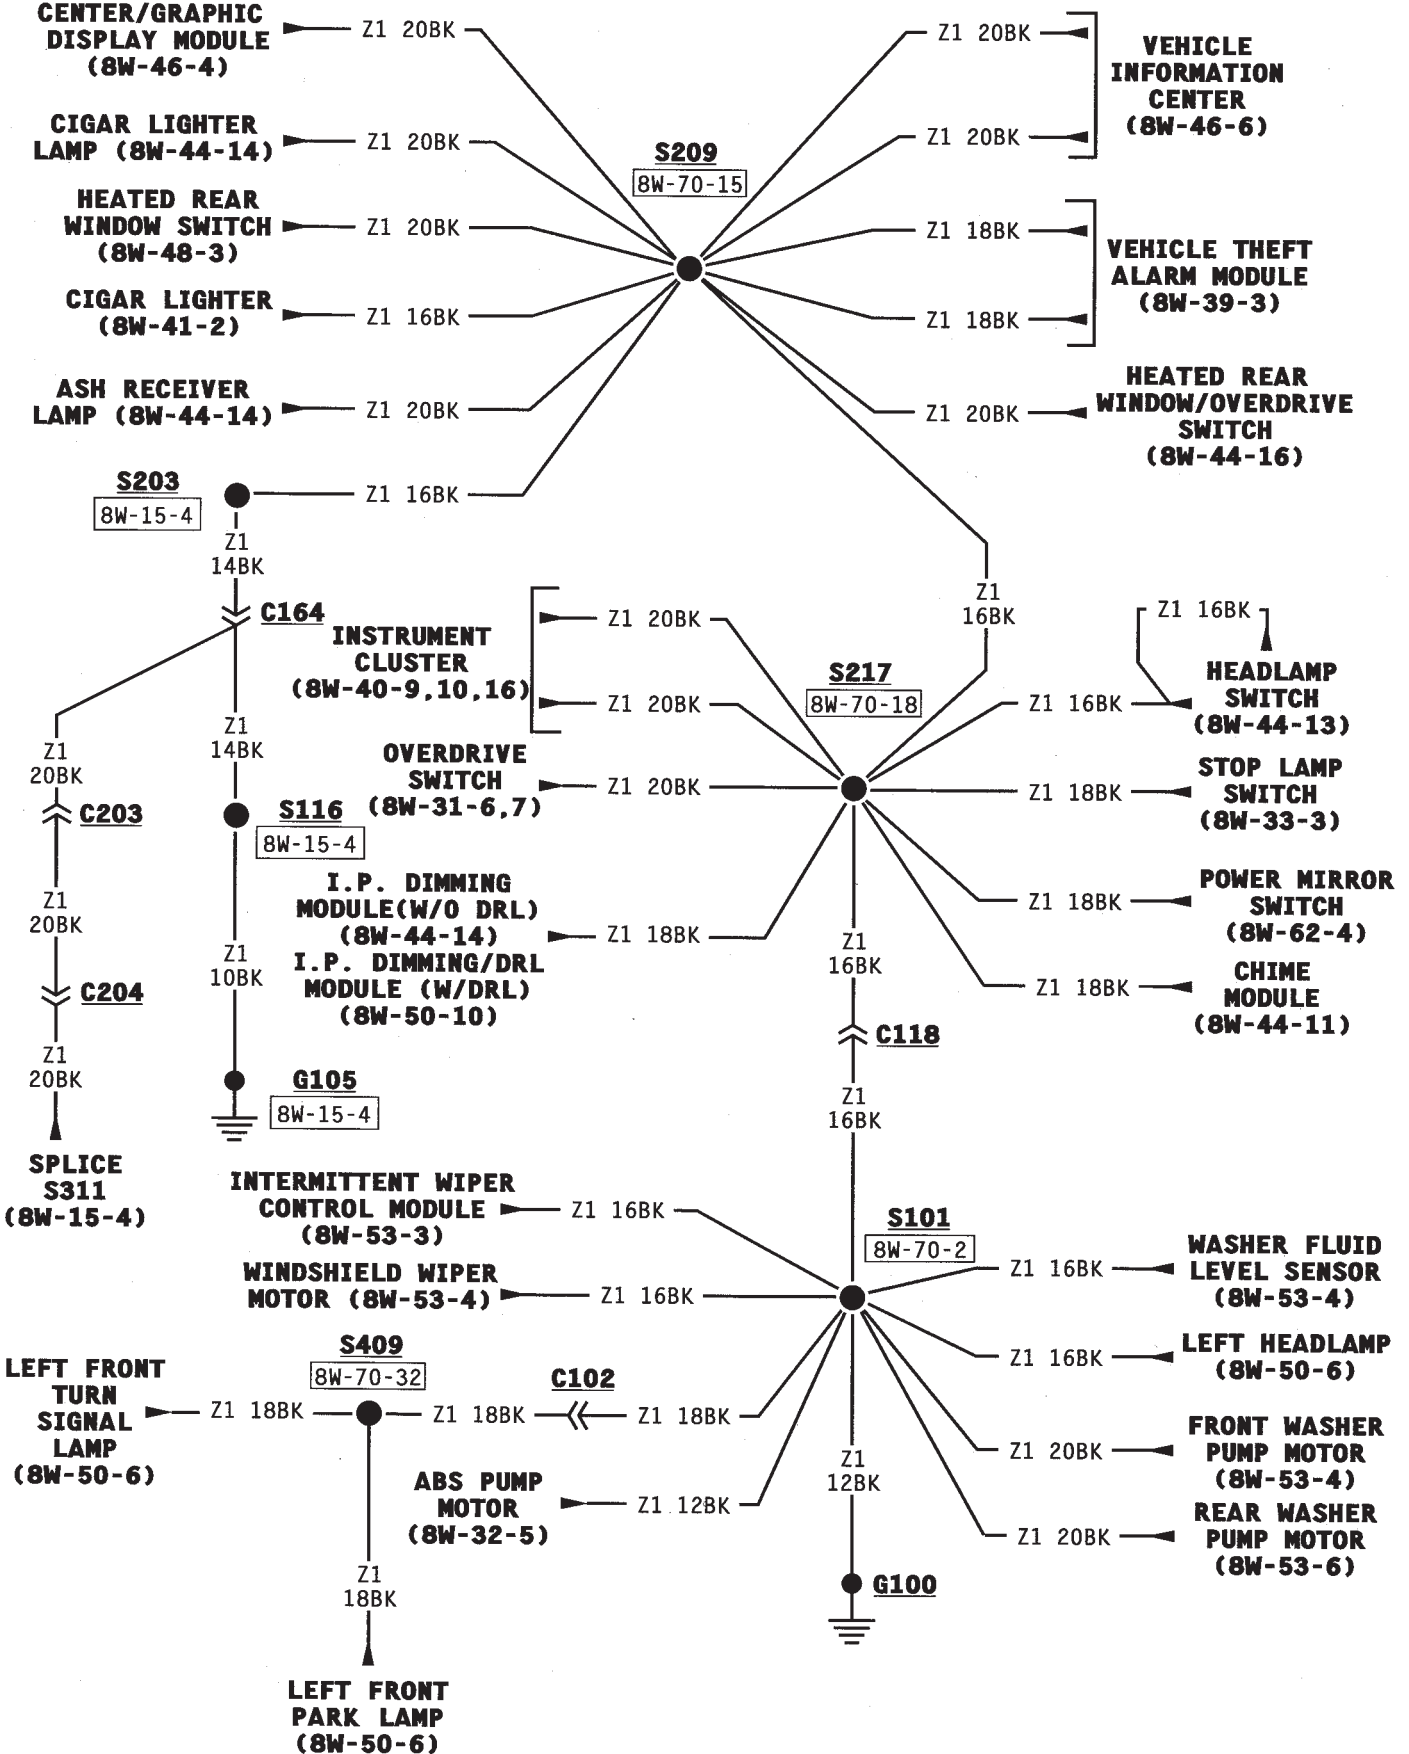 CENTER/GRAPHIC
DISPLAY MODULE
(8W-46-4)
Z1 20BK
CIGAR LIGHTER
LAMP (8W-44-14)
Z1 20BK
HEATED REAR
WINDOW SWITCH
(8W-48-3)
Z1 20BK
CIGAR LIGHTER
(8W-41-2)
Z1 16BK
ASH RECEIVER
LAMP (8W-44-14)
Z1 20BK
S209
8W-70-15
Z1 20BK
Z1 20BK
VEHICLE
INFORMATION
CENTER
(8W-46-6)
Z1 18BK
Z1 18BK
VEHICLE THEFT
ALARM MODULE
(8W-39-3)
Z1 20BK
HEATED REAR
WINDOW/OVERDRIVE
SWITCH
(8W-44-16)
S203
8W-15-4
Z1 16BK
Z1
14BK
C164
Z1
14BK
Z1
20BK
C203
S116
8W-15-4
Z1
20BK
Z1
10BK
C204
Z1
20BK
G105
8W-15-4
SPLICE
S311
(8W-15-4)
Z1
16BK
INSTRUMENT
CLUSTER
(8W-40-9,10,16)
Z1 20BK
Z1 20BK
OVERDRIVE
SWITCH
(8W-31-6,7)
Z1 20BK
I.P. DIMMING
MODULE(W/O DRL)
(8W-44-14)
I.P. DIMMING/DRL
MODULE (W/DRL)
(8W-50-10)
Z1 18BK
S217
8W-70-18
Z1 16BK
Z1 16BK
HEADLAMP
SWITCH
(8W-44-13)
Z1 18BK
STOP LAMP
SWITCH
(8W-33-3)
Z1 18BK
POWER MIRROR
SWITCH
(8W-62-4)
Z1 18BK
CHIME
MODULE
(8W-44-11)
Z1
16BK
C118
Z1
16BK
INTERMITTENT WIPER
CONTROL MODULE
(8W-53-3)
Z1 16BK
WINDSHIELD WIPER
MOTOR (8W-53-4)
Z1 16BK
S101
8W-70-2
Z1 16BK
WASHER FLUID
LEVEL SENSOR
(8W-53-4)
Z1 16BK
LEFT HEADLAMP
(8W-50-6)
Z1 20BK
FRONT WASHER
PUMP MOTOR
(8W-53-4)
Z1 20BK
REAR WASHER
PUMP MOTOR
(8W-53-6)
LEFT FRONT
TURN
SIGNAL
LAMP
(8W-50-6)
Z1 18BK
S409
8W-70-32
Z1 18BK
C102
Z1 18BK
ABS PUMP
MOTOR
(8W-32-5)
Z1 12BK
Z1
12BK
G100
Z1
18BK
LEFT FRONT
PARK LAMP
(8W-50-6)